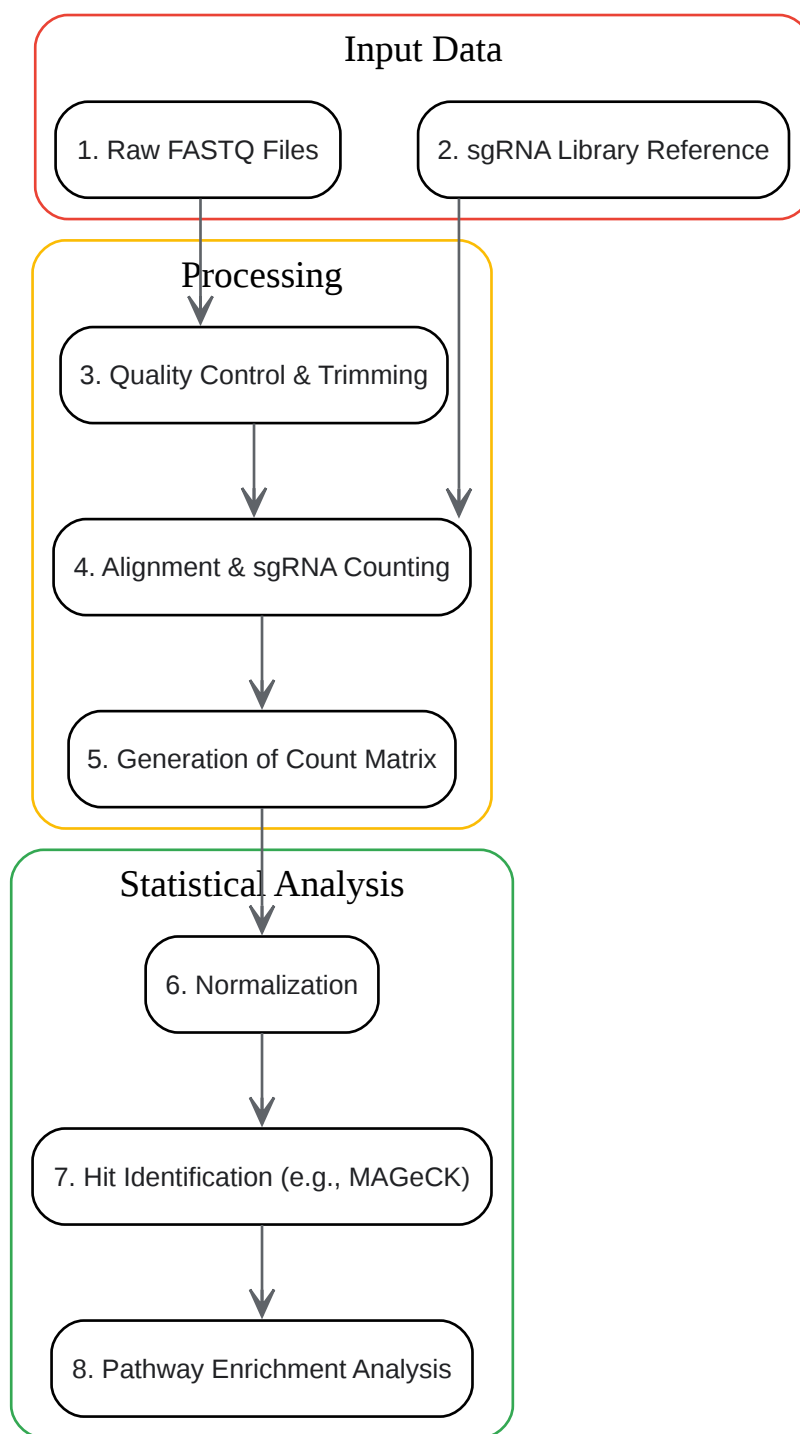 Input Data
1. Raw FASTQ Files
2. sgRNA Library Reference
Processing
3. Quality Control & Trimming
4. Alignment & sgRNA Counting
5. Generation of Count Matrix
Statistical Analysis
6. Normalization
7. Hit Identification (e.g., MAGeCK)
8. Pathway Enrichment Analysis